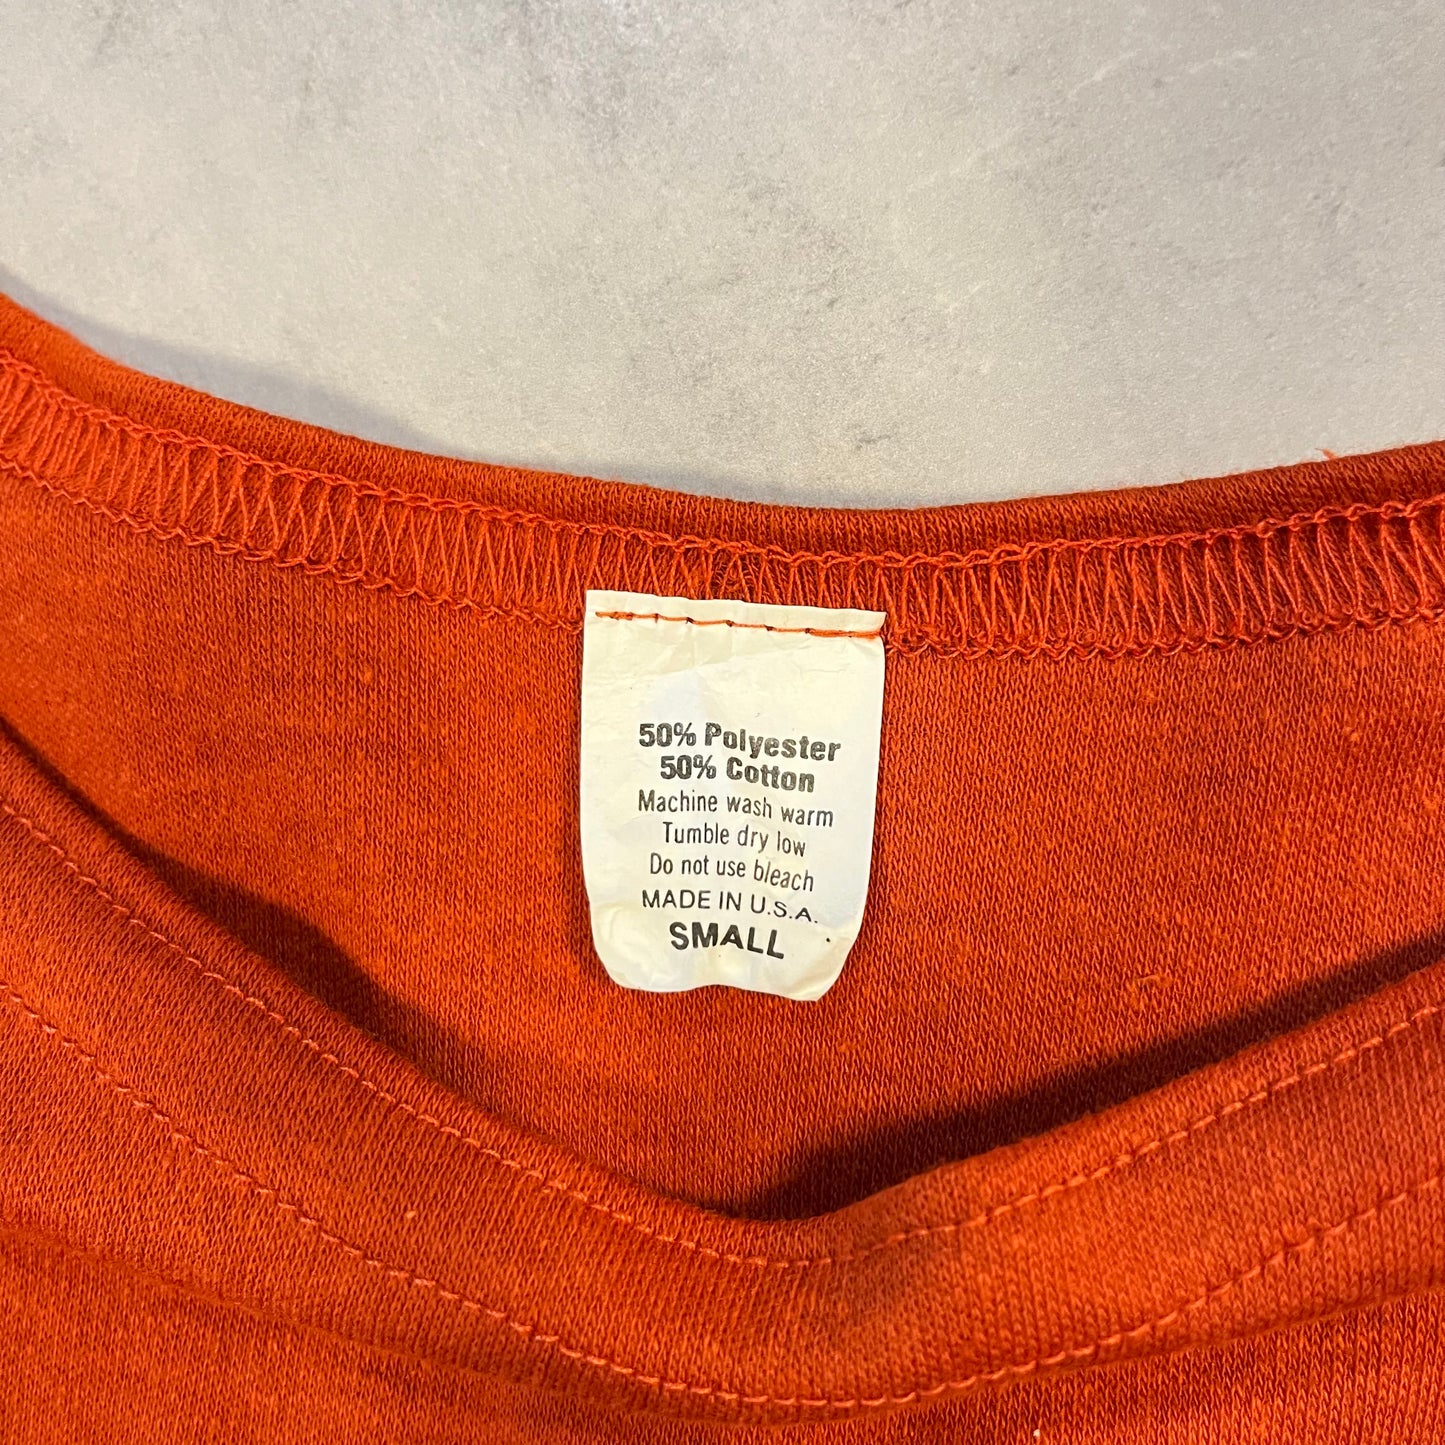 50% Polyester
50% Cotton
Machine wash warm
Tumble dry low
Do not use bleach
MADE IN U.S.A.
SMALL